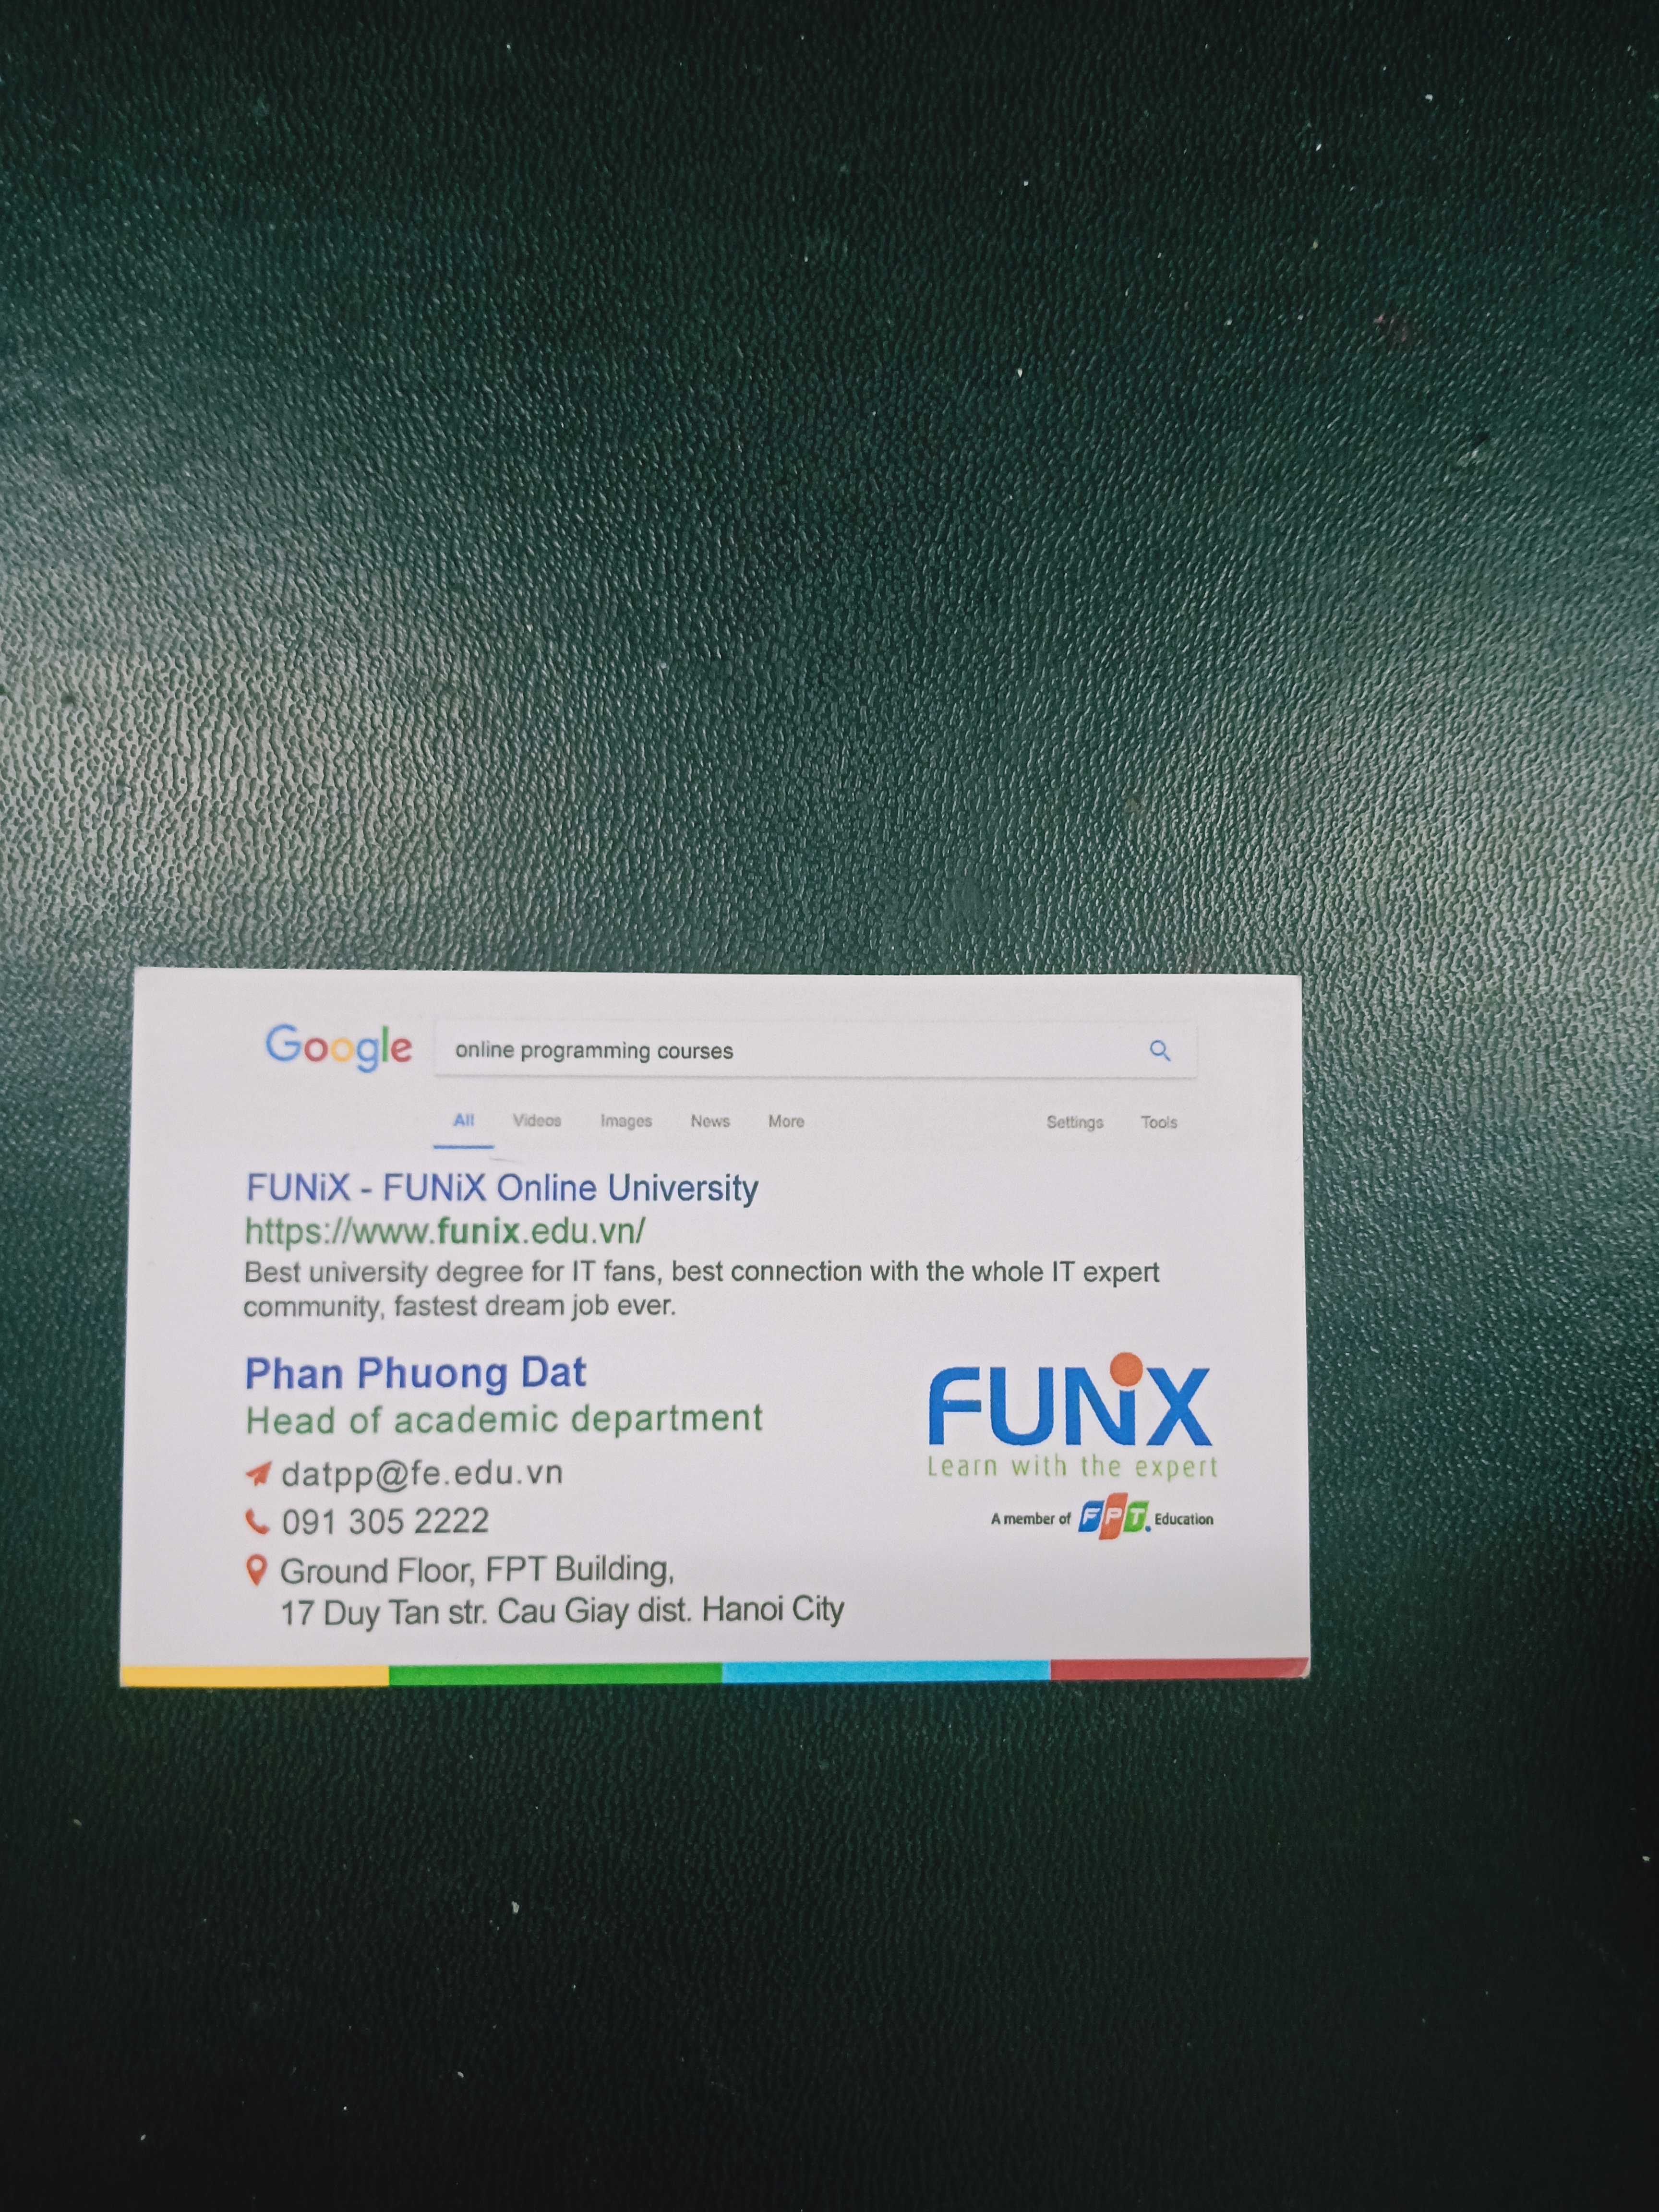 Google online programming courses
All Videos Images News More Settings Tools
FUNiX - FUNiX Online University
https://www.funix.edu.vn/
Best university degree for IT fans, best connection with the whole IT expert
community, fastest dream job ever.
Phan Phuong Dat
Head of academic department
datpp@fe.edu.vn
091 305 2222
Ground Floor, FPT Building,
17 Duy Tan str. Cau Giay dist. Hanoi City
FUNiX
Learn with the expert
A member of FPT. Education